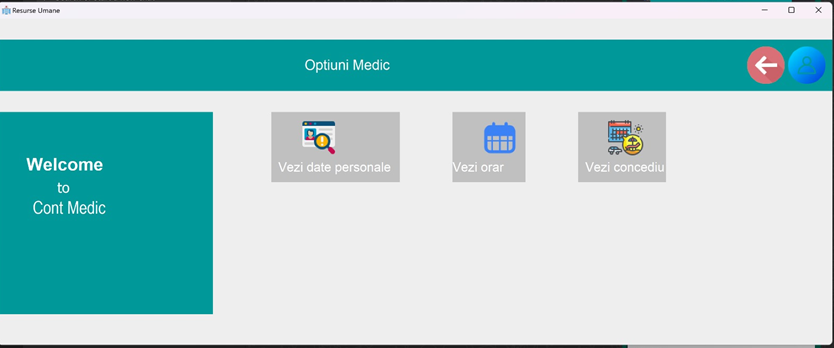 Resurse Umane
Optiuni Medic
Welcome
to
Cont Medic
Vezi date personale
Vezi orar
Vezi concediu